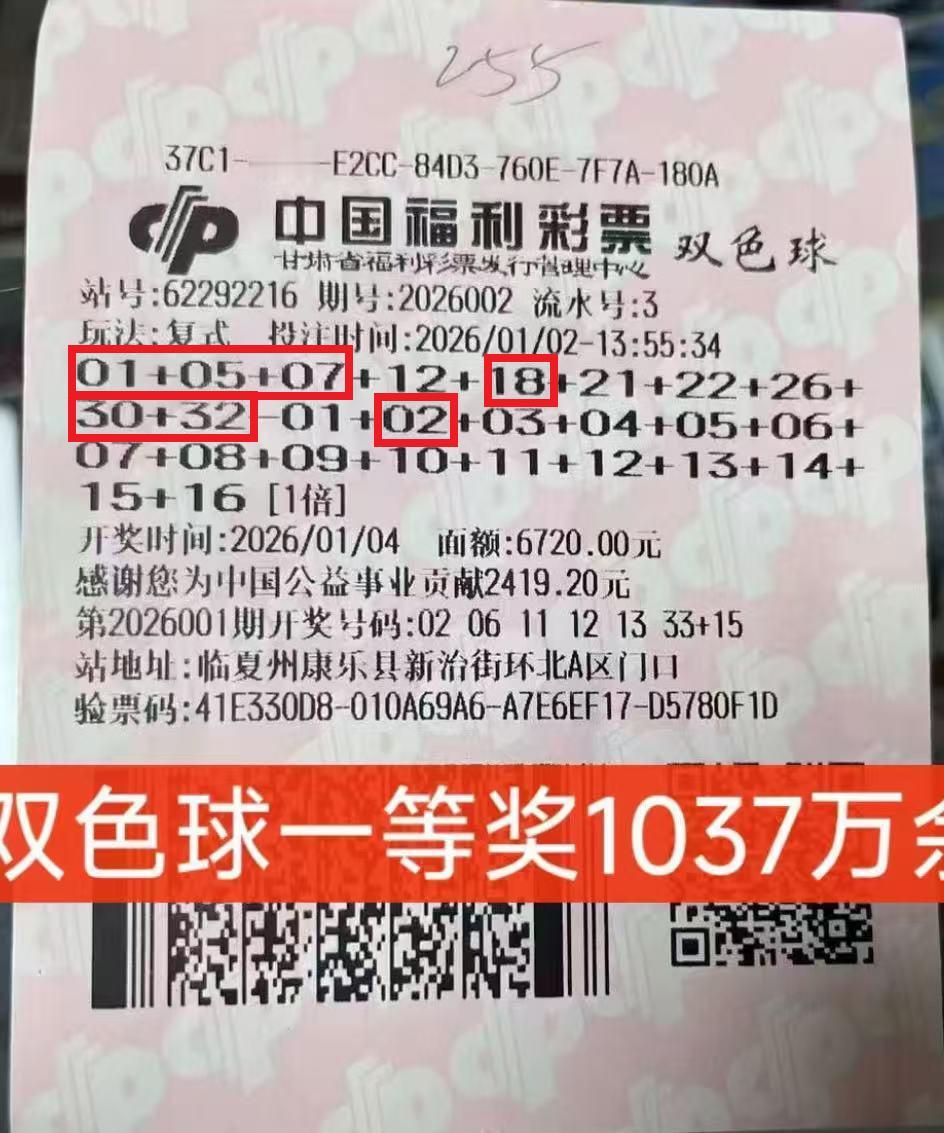 255
37C1-————E2CC-84D3-760E-7F7A-180A
中国福利彩票 双色球
甘肃省福利彩票发行管理中心
站号:62292216 期号:2026002 流水号:3
玩法:复式 投注时间:2026/01/02-13:55:34
01+05+07+12+18+21+22+26+
30+32-01+02+03+04+05+06+
07+08+09+10+11+12+13+14+
15+16 [1倍]
开奖时间:2026/01/04 面额:6720.00元
感谢您为中国公益事业贡献2419.20元
第2026001期开奖号码:02 06 11 12 13 33+15
站地址:临夏州康乐县新治街环北A区门口
验票码:41E330D8-010A69A6-A7E6EF17-D5780F1D
双色球一等奖1037万余